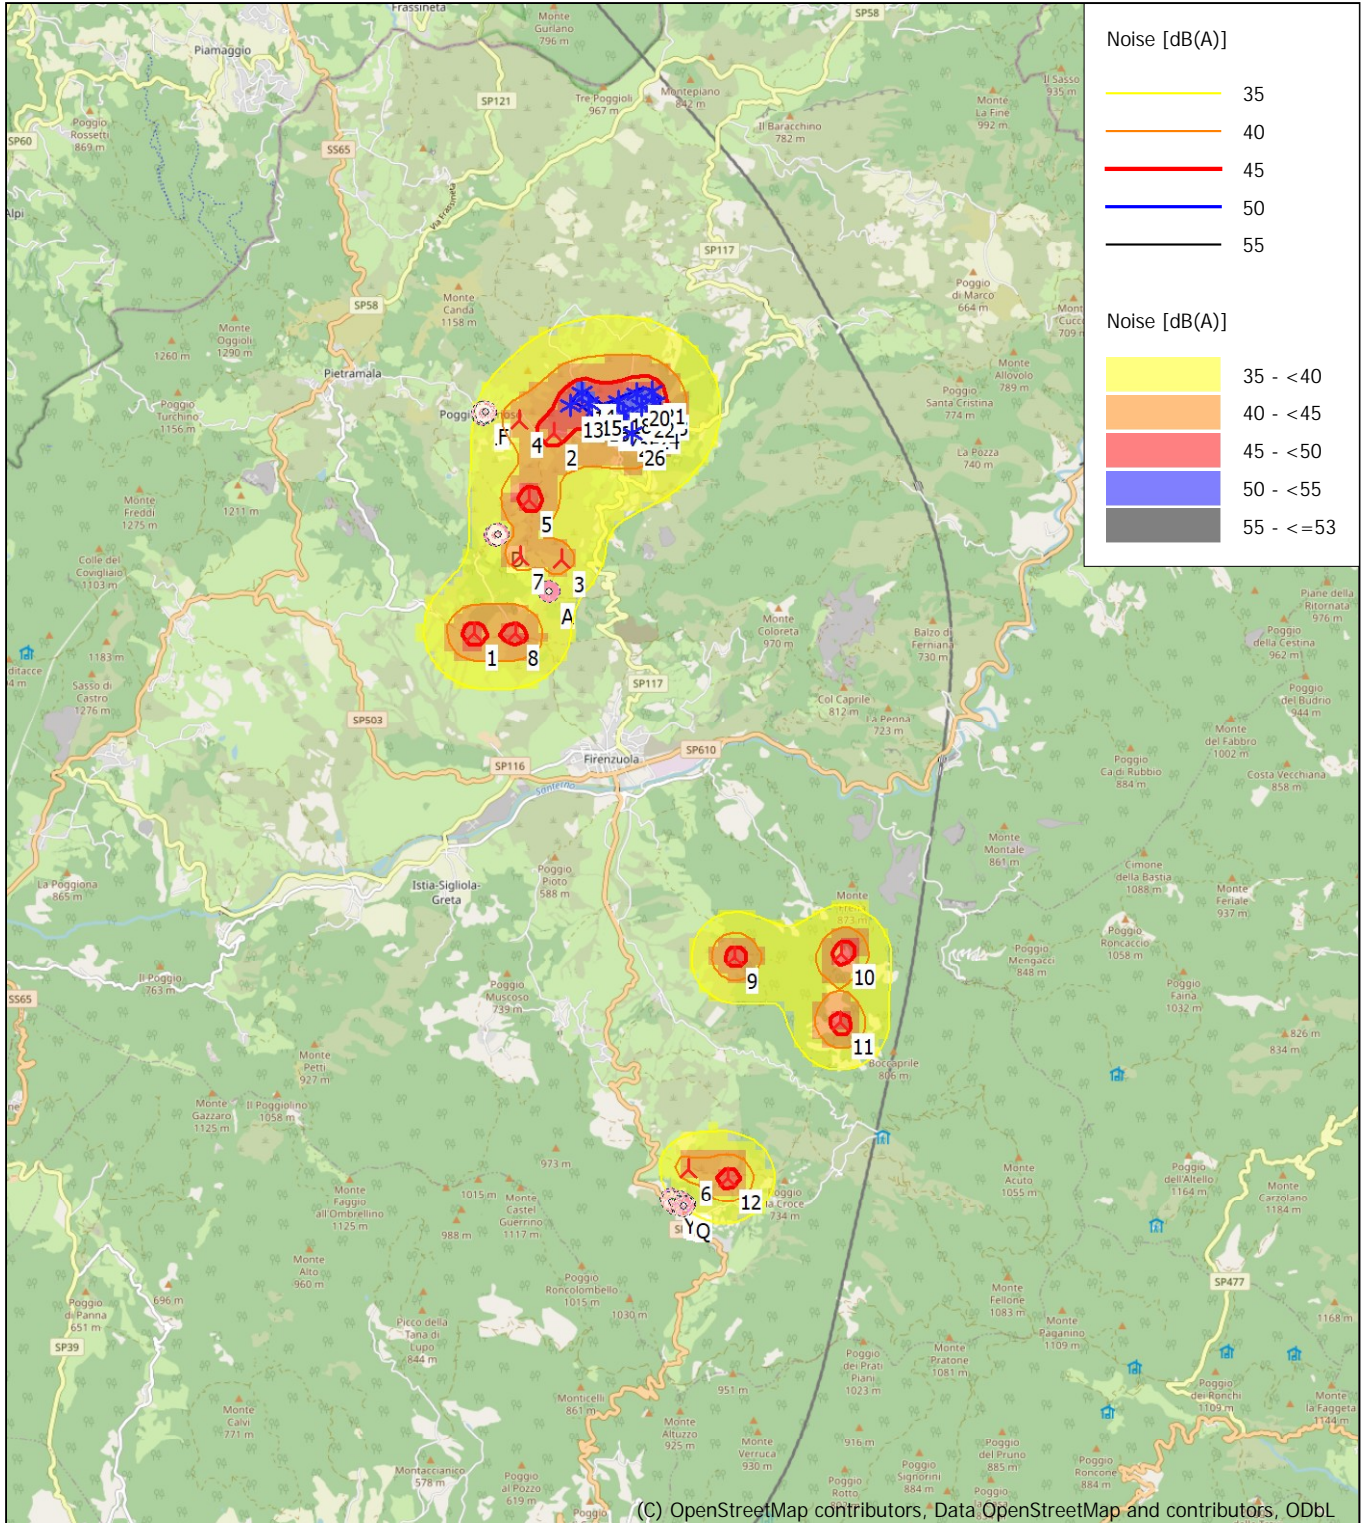 Frassineta
Monte
Gurlano
796 m
SP58
Piamaggio
Noise [dB(A)]
35
40
45
50
55
Noise [dB(A)]
35 - <40
40 - <45
45 - <50
50 - <55
55 - <=53
SP121
Tre Poggioli
967 m
Montepiano
842 m
Il Sasso
935 m
Monte
La Fine
992 m
Poggio
Rossetti
869 m
SP60
SS65
Il Baracchino
782 m
Alpi
Via Frassineta
SP117
Poggio
di Marco
664 m
Monte
Cucco
709 m
SP58
Monte
Canda
1158 m
Monte
Oggioli
1290 m
1260 m
Pietramala
Monte
Allovolo
789 m
Poggio
Santa Cristina
774 m
Poggio
Turchino
1156 m
F
4
2
13
15
20
22
26
La Pozza
740 m
1211 m
Monte
Freddi
1275 m
5
Colle del
Covigliaio
1103 m
D
7
3
A
Monte
Coloreta
970 m
Balzo di
Ferniana
730 m
Piane della
Ritornata
976 m
Poggio
della Cestina
962 m
1183 m
1
8
Sasso di
Castro
1276 m
SP117
Col Caprile
812 m
La Penna
723 m
Poggio
del Budrio
944 m
SP503
Monte
del Fabbro
1002 m
SP610
Firenzuola
SP116
Santerno
Poggio
Ca di Rubbio
884 m
Costa Vecchiana
858 m
Monte
Montale
861 m
Cimone
della Bastia
1088 m
La Poggiona
865 m
Poggio
Pioto
588 m
Istia-Sigliola-
Greta
Monte
Feriale
937 m
Monte
873 m
Poggio
Roncaccio
1058 m
Poggio
Mengacci
848 m
Il Poggio
763 m
9
10
Poggio
Muscoso
739 m
Poggio
Faina
1032 m
SS65
826 m
834 m
11
Boccaprile
806 m
Monte
Petti
927 m
Monte
Gazzaro
1125 m
Il Poggiolino
1058 m
973 m
Monte
Acuto
1055 m
Poggio
dell'Altello
1164 m
Monte
Carzolano
1184 m
Monte
Faggio
all'Ombrellino
1125 m
1015 m
Monte
Castel
Guerrino
1117 m
988 m
6
12
Poggio
la Croce
734 m
Y
Q
Monte
Alto
960 m
Poggio
Roncolombello
1015 m
SP477
Monte
Fellone
1083 m
696 m
Poggio
di Panna
651 m
1030 m
Picco della
Tana di
Lupo
844 m
Monte
Paganino
1109 m
1168 m
SP39
Poggio
dei Prati
Piani
1023 m
Monte
Pratone
1081 m
951 m
Poggio
dei Ronchi
1109 m
Monte
la Faggeta
1144 m
Monticelli
861 m
Monte
Calvi
771 m
Monte
Altuzzo
925 m
Monte
Verruca
930 m
916 m
Poggio
del Pruno
885 m
Montaccianico
578 m
Poggio
al Pozzo
619 m
Poggio
Signorini
884 m
Poggio
Roncone
884 m
Poggio
Rotto
(C) OpenStreetMap contributors, Data OpenStreetMap and contributors, ODbL